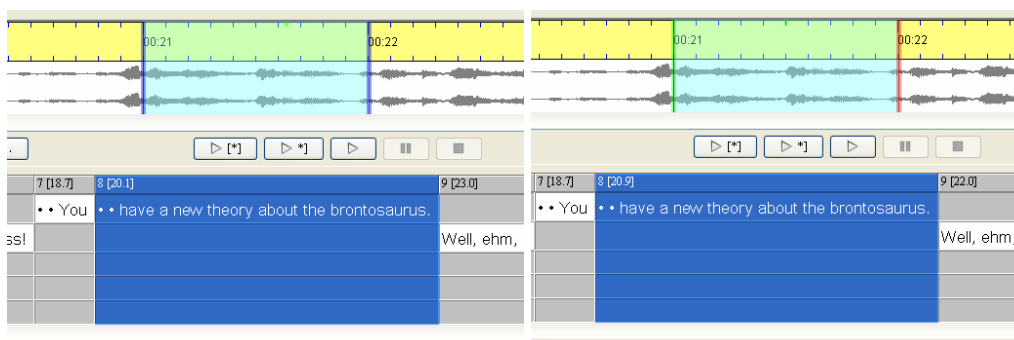 00:21 00:22
.. ▷ [*] ▷ *]
7 [18.7] 8 [20.1] 9 [23.0]
• • You • • have a new theory about the brontosaurus.
ss! Well, ehm,
00:21 00:22
▷ [*] ▷ *]
7 [18.7] 8 [20.9] 9 [22.0]
• • You • • have a new theory about the brontosaurus.
Well, ehm,